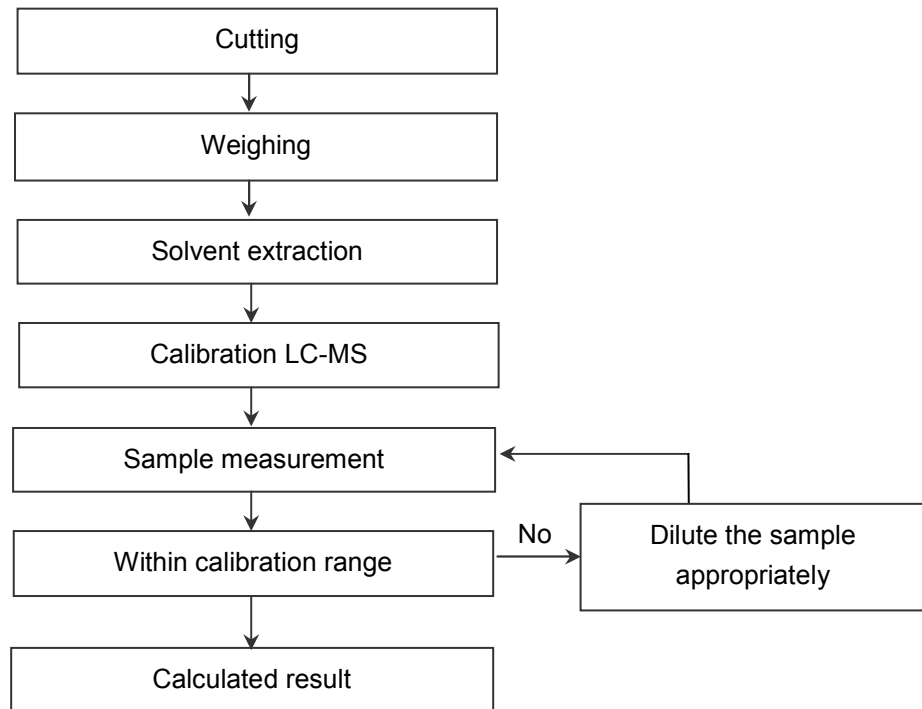 Cutting
Weighing
Solvent extraction
Calibration LC-MS
Sample measurement
Within calibration range
No
Dilute the sample
appropriately
Calculated result